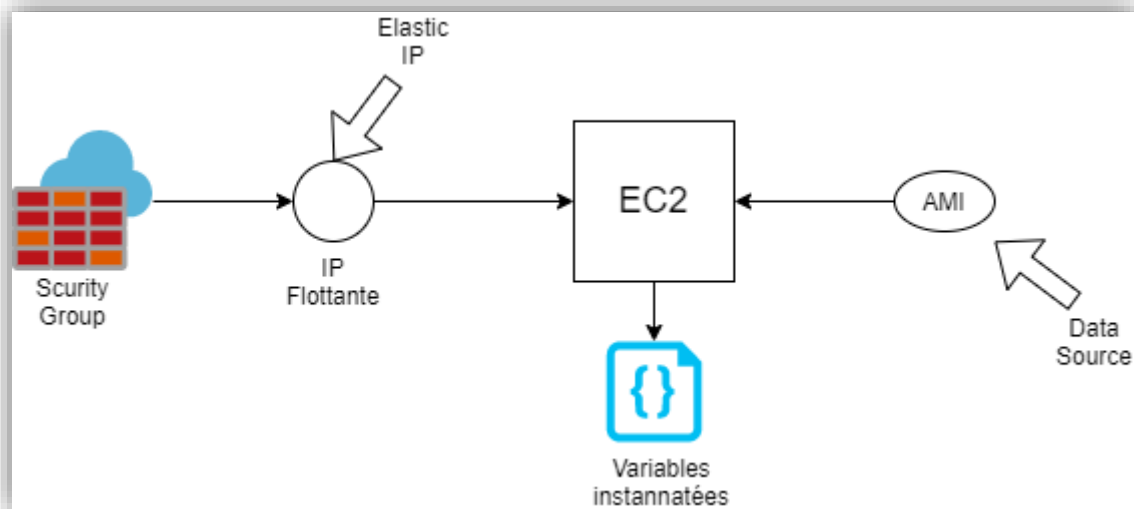 Elastic
IP
EC2
AMI
Scurity
Group
IP
Flottante
Data
Source
{}
Variables
instannatées